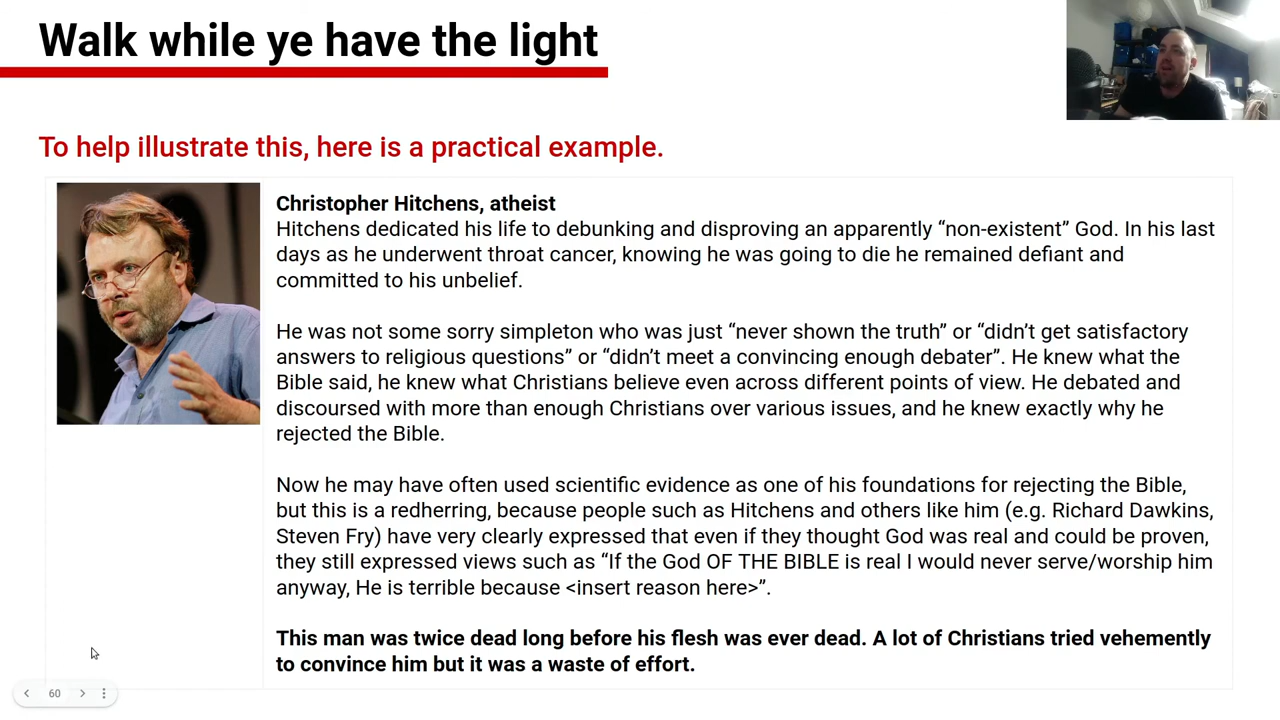 Walk while ye have the light
To help illustrate this, here is a practical example.
Christopher Hitchens, atheist
Hitchens dedicated his life to debunking and disproving an apparently “non-existent” God. In his last
days as he underwent throat cancer, knowing he was going to die he remained defiant and
committed to his unbelief.
He was not some sorry simpleton who was just “never shown the truth” or “didn’t get satisfactory
answers to religious questions” or “didn’t meet a convincing enough debater”. He knew what the
Bible said, he knew what Christians believe even across different points of view. He debated and
discoursed with more than enough Christians over various issues, and he knew exactly why he
rejected the Bible.
Now he may have often used scientific evidence as one of his foundations for rejecting the Bible,
but this is a redherring, because people such as Hitchens and others like him (e.g. Richard Dawkins,
Steven Fry) have very clearly expressed that even if they thought God was real and could be proven,
they still expressed views such as “If the God OF THE BIBLE is real I would never serve/worship him
anyway, He is terrible because <insert reason here>”.
This man was twice dead long before his flesh was ever dead. A lot of Christians tried vehemently
to convince him but it was a waste of effort.
60